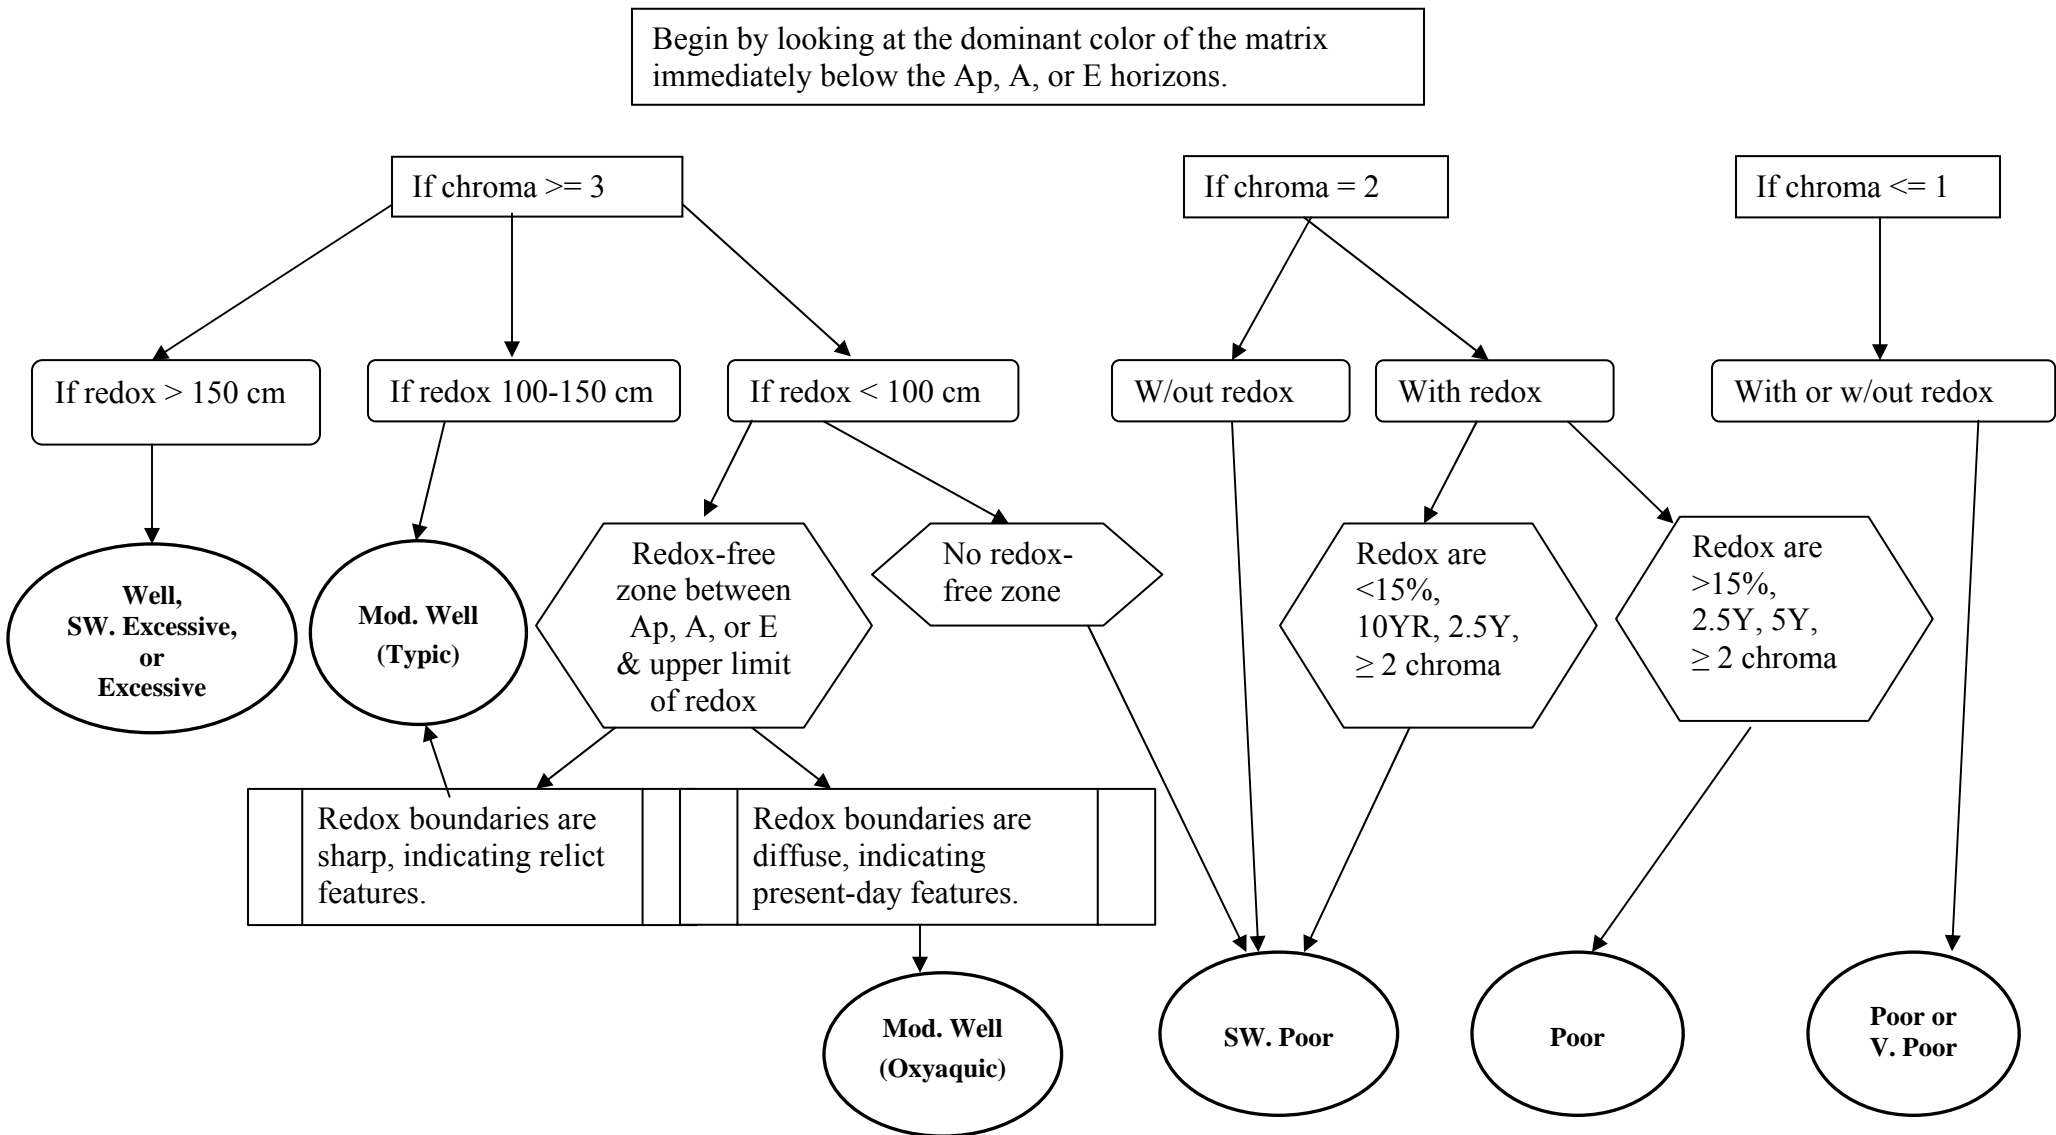 Begin by looking at the dominant color of the matrix
immediately below the Ap, A, or E horizons.
If chroma >= 3
If chroma = 2
If chroma <= 1
If redox > 150 cm
If redox 100-150 cm
If redox < 100 cm
W/out redox
With redox
With or w/out redox
Well,
SW. Excessive,
or
Excessive
Mod. Well
(Typic)
Redox-free
zone between
Ap, A, or E
& upper limit
of redox
No redox-
free zone
Redox are
<15%,
10YR, 2.5Y,
≥ 2 chroma
Redox are
>15%,
2.5Y, 5Y,
≥ 2 chroma
Redox boundaries are
sharp, indicating relict
features.
Redox boundaries are
diffuse, indicating
present-day features.
Mod. Well
(Oxyaquic)
SW. Poor
Poor
Poor or
V. Poor